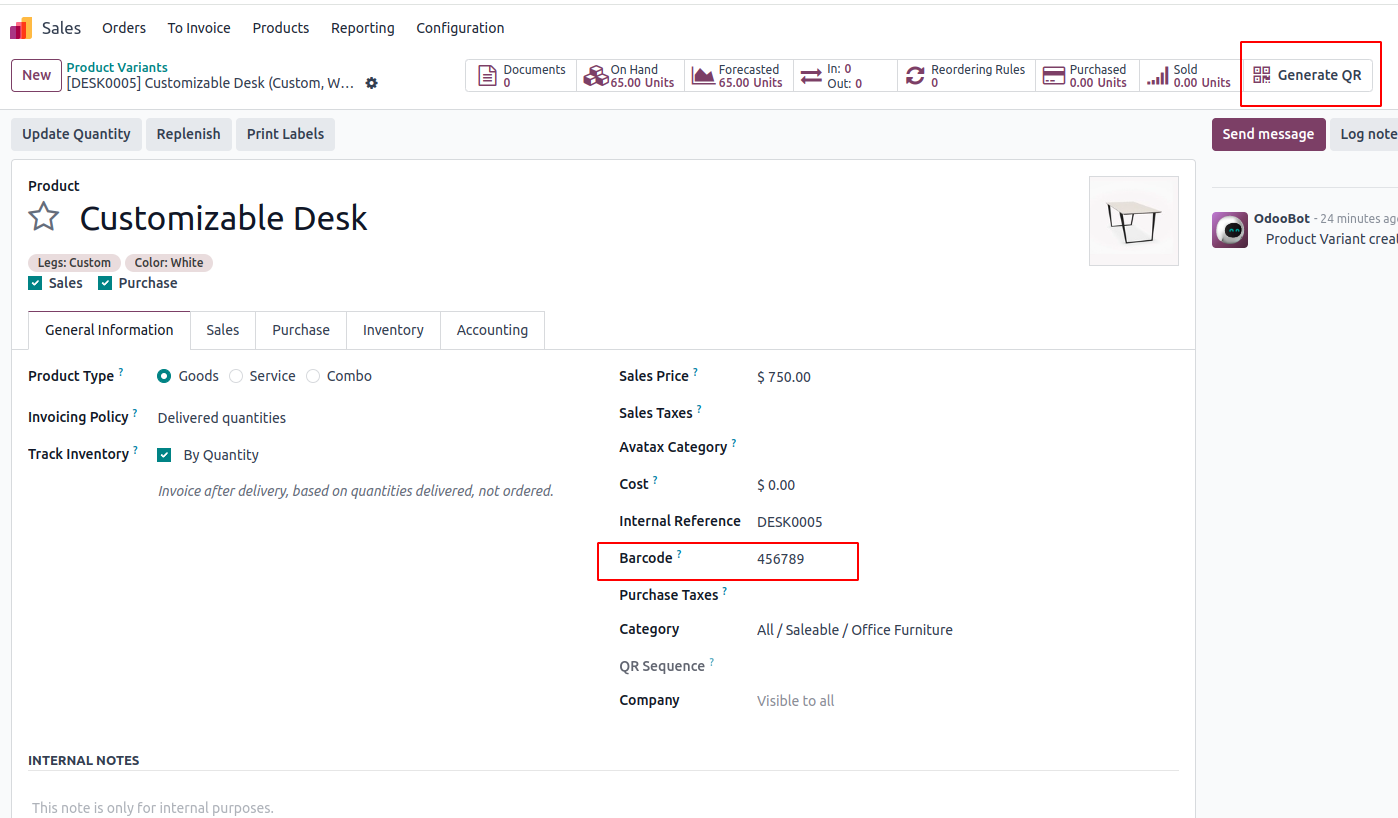 Sales Orders To Invoice Products Reporting Configuration
New
Product Variants
[DESK0005] Customizable Desk (Custom, W...
Documents
0
On Hand
65.00 Units
Forecasted
65.00 Units
In: 0
Out: 0
Reordering Rules
0
Purchased
0.00 Units
Sold
0.00 Units
Generate QR
Update Quantity Replenish Print Labels
Send message Log note
Product
Customizable Desk
Legs: Custom Color: White
Sales Purchase
OdooBot - 24 minutes ago
Product Variant creat
General Information Sales Purchase Inventory Accounting
Product Type ? Goods Service Combo
Invoicing Policy ? Delivered quantities
Track Inventory ? By Quantity
Invoice after delivery, based on quantities delivered, not ordered.
Sales Price ? $ 750.00
Sales Taxes ?
Avatax Category ?
Cost ? $ 0.00
Internal Reference DESK0005
Barcode ? 456789
Purchase Taxes ?
Category All / Saleable / Office Furniture
QR Sequence ?
Company Visible to all
INTERNAL NOTES
This note is only for internal purposes.